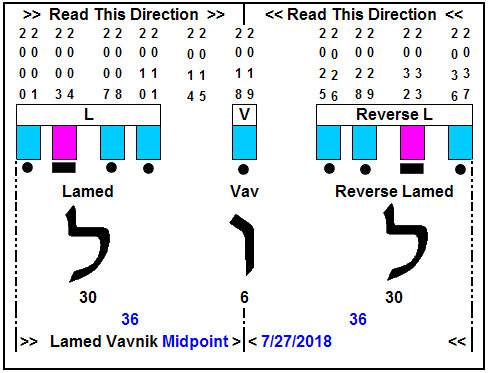 >> Read This Direction >> << Read This Direction <<
2 2 2 2 2 2 2 2 2 2 2 2 2 2 2 2 2 2 2 2
0 0 0 0 0 0 0 0 0 0 0 0 0 0 0 0 0 0 0 0
0 0 0 0 0 0 1 1 1 1 1 1 2 2 2 2 3 3 3 3
0 1 3 4 7 8 0 1 4 5 8 9 5 6 8 9 2 3 6 7
L V Reverse L
Lamed Vav Reverse Lamed
ל ו ל
30 6 30
36 36
>> Lamed Vavnik Midpoint > < 7/27/2018 <<